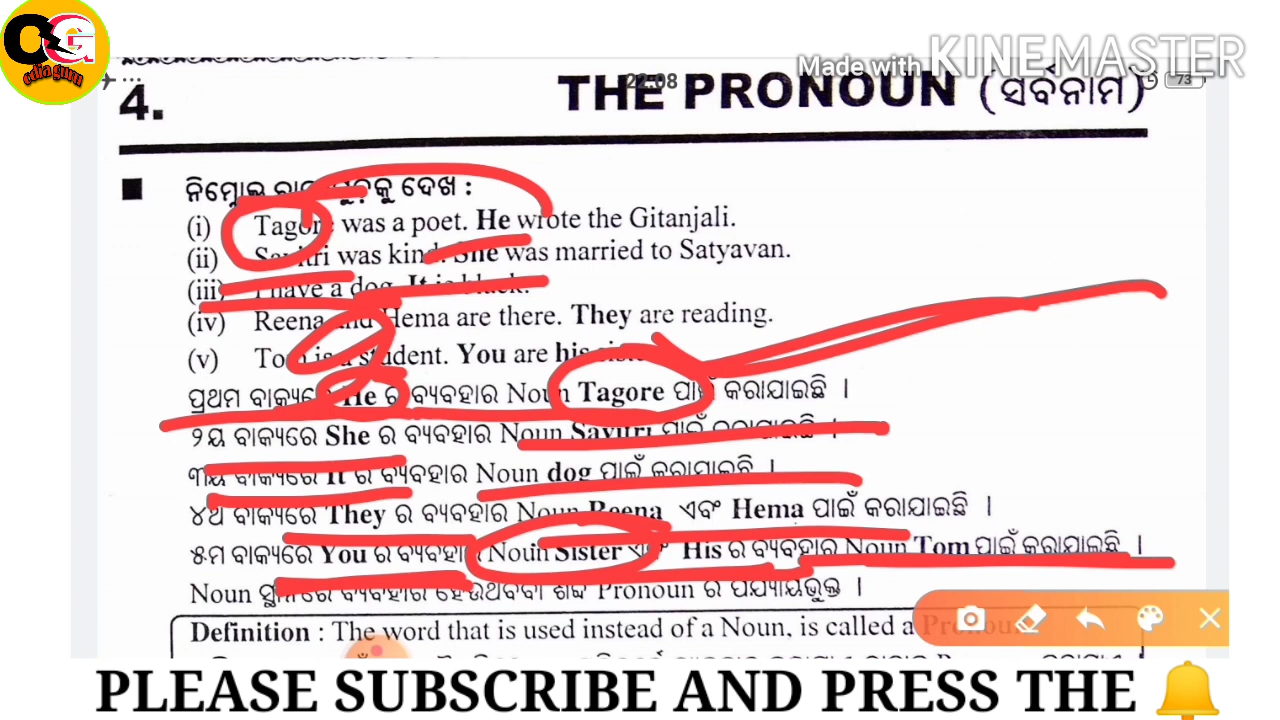 OG
odia guru
Made with KINEMASTER
22:08
73
4. THE PRONOUN (ସର୍ବନାମ)
ନିମ୍ନୋକ୍ତ ବାକ୍ୟଗୁଡ଼ିକୁ ଦେଖ :
(i) Tagore was a poet. He wrote the Gitanjali.
(ii) Savitri was kind. She was married to Satyavan.
(iii) I have a dog. It is black.
(iv) Reena and Hema are there. They are reading.
(v) Tom is a student. You are his
ପ୍ରଥମ ବାକ୍ୟରେ He ର ବ୍ୟବହାର Noun Tagore ପାଇଁ କରାଯାଇଛି ।
୨ୟ ବାକ୍ୟରେ She ର ବ୍ୟବହାର Noun Savitri ପାଇଁ କରାଯାଇଛି ।
୩ୟ ବାକ୍ୟରେ It ର ବ୍ୟବହାର Noun dog ପାଇଁ କରାଯାଇଛି ।
୪ର୍ଥ ବାକ୍ୟରେ They ର ବ୍ୟବହାର Noun Reena ଏବଂ Hema ପାଇଁ କରାଯାଇଛି ।
୫ମ ବାକ୍ୟରେ You ର ବ୍ୟବହାର Noun Sister ଏବଂ His ର ବ୍ୟବହାର Noun Tom ପାଇଁ କରାଯାଇଛି ।
Noun ସ୍ଥାନରେ ବ୍ୟବହାର ହେଉଥିବା ଶବ୍ଦ Pronoun ର ପର୍ଯ୍ୟାୟଭୁକ୍ତ ।
Definition : The word that is used instead of a Noun, is called a Pronoun
PLEASE SUBSCRIBE AND PRESS THE